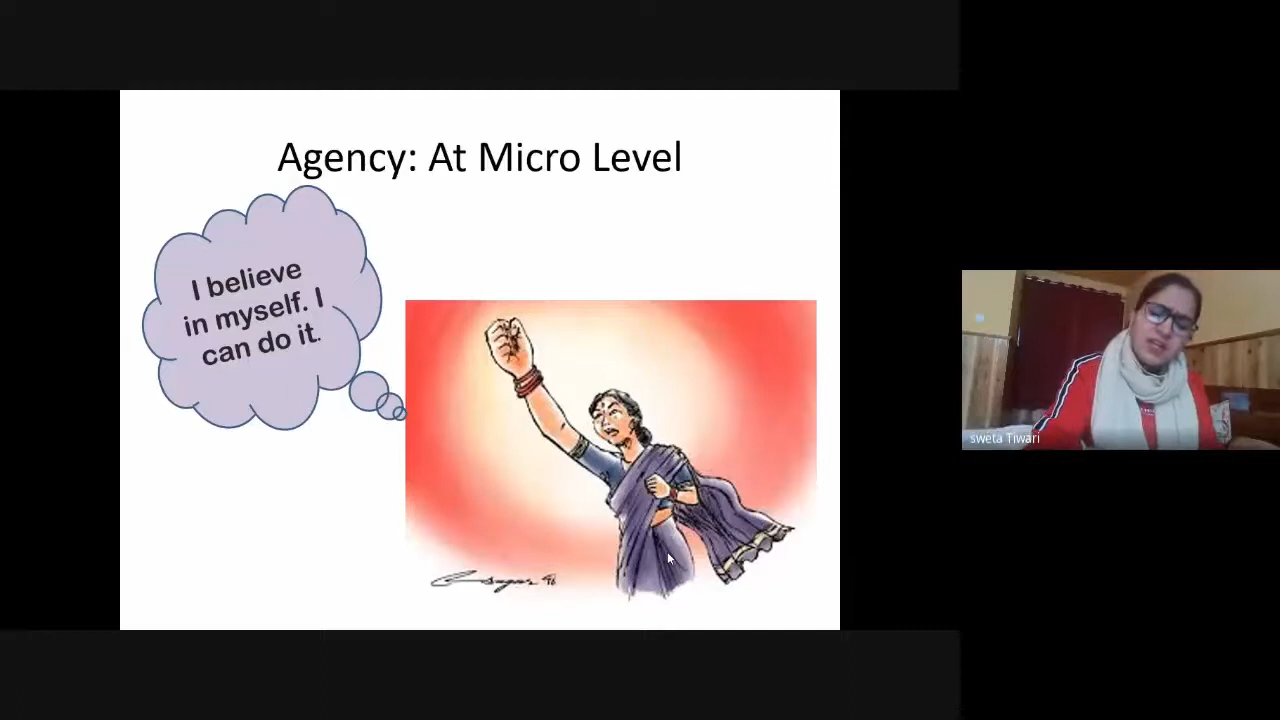 Agency: At Micro Level
I believe
in myself. I
can do it.
sweta Tiwari